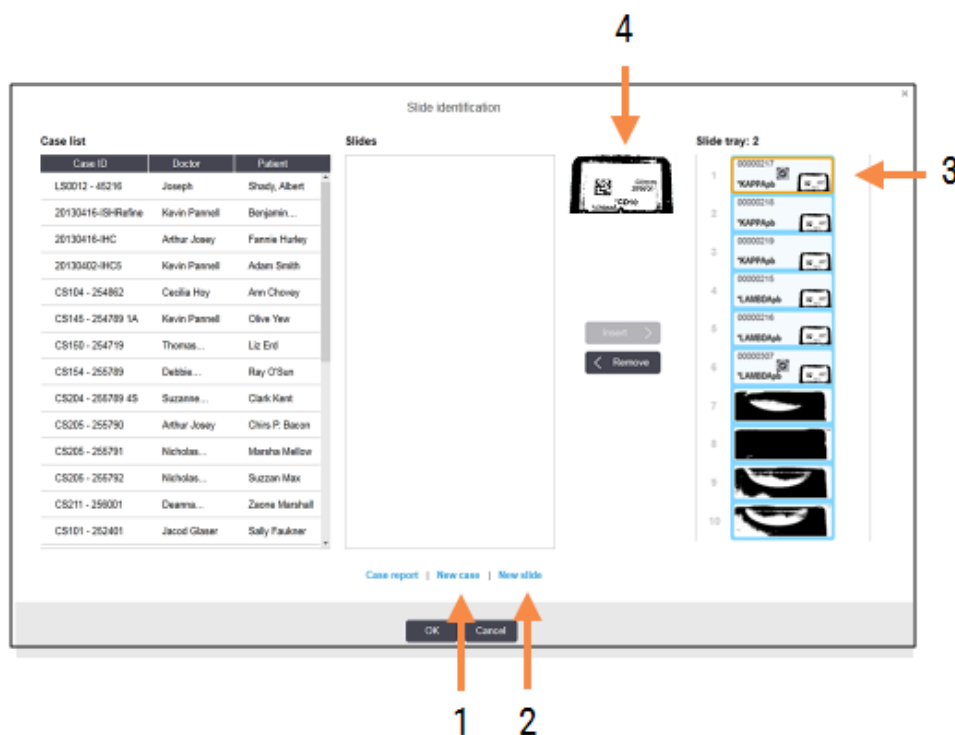 4
Slide identification
×
Case list
Slides
Slide tray: 2
Case ID Doctor Patient
LS0012 - 45216 Joseph Shady, Albert
20130416-ISHRefine Kevin Pannell Benjamin...
20130416-IHC Arthur Josey Fannie Hurley
20130402-IHC5 Kevin Pannell Adam Smith
CS104 - 254862 Cecilia Hoy Ann Chovey
CS145 - 254789 1A Kevin Pannell Olive Yew
CS150 - 254719 Thomas... Liz Erd
CS154 - 255789 Debbie... Ray O'Sun
CS204 - 255789 4S Suzanne... Clark Kent
CS205 - 255790 Arthur Josey Chirs P. Bacon
CS205 - 255791 Nicholas... Marsha Mellow
CS205 - 255792 Nicholas... Suzzan Max
CS211 - 256001 Deanna... Zaone Marshall
CS101 - 252401 Jacod Glaser Sally Faukner
*CD10
Insert >
< Remove
1 00000217
*KAPPApb
3
2 00000218
*KAPPApb
3 00000219
*KAPPApb
4 00000215
*LAMBDApb
5 00000216
*LAMBDApb
6 00000307
*LAMBDApb
7
8
9
10
Case report | New case | New slide
OK Cancel
1 2